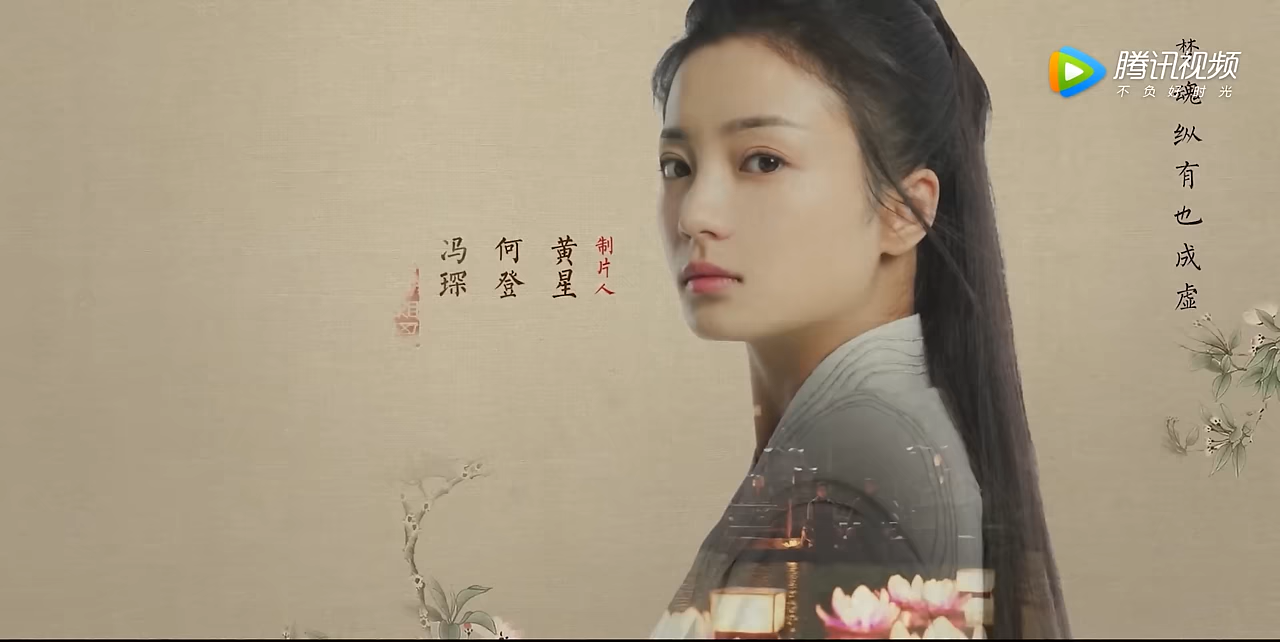 梦魂纵有也成虚
腾讯视频
不负好时光
制片人
黄星
何登
冯琛